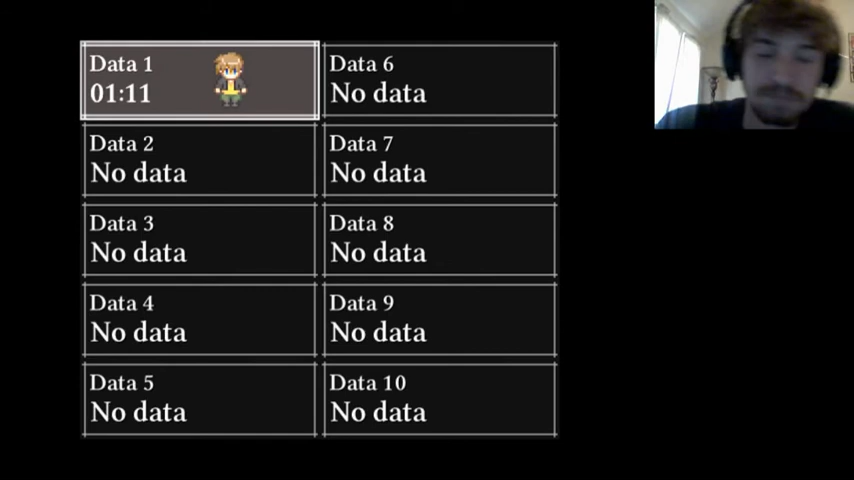 Data 1
01:11
Data 2
No data
Data 3
No data
Data 4
No data
Data 5
No data
Data 6
No data
Data 7
No data
Data 8
No data
Data 9
No data
Data 10
No data